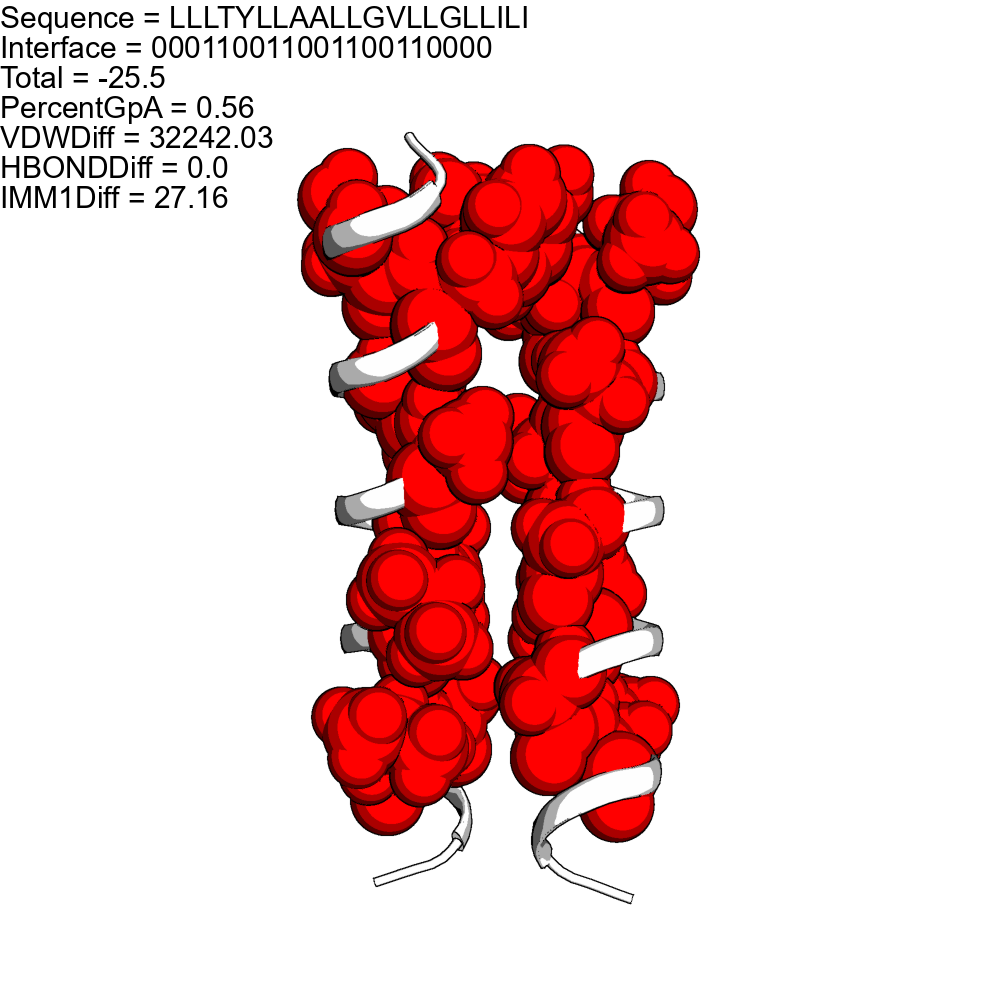 Sequence = LLLTYLLAALLGVLLGLLILI
Interface = 000110011001100110000
Total = -25.5
PercentGpA = 0.56
VDWDiff = 32242.03
HBONDDiff = 0.0
IMM1Diff = 27.16